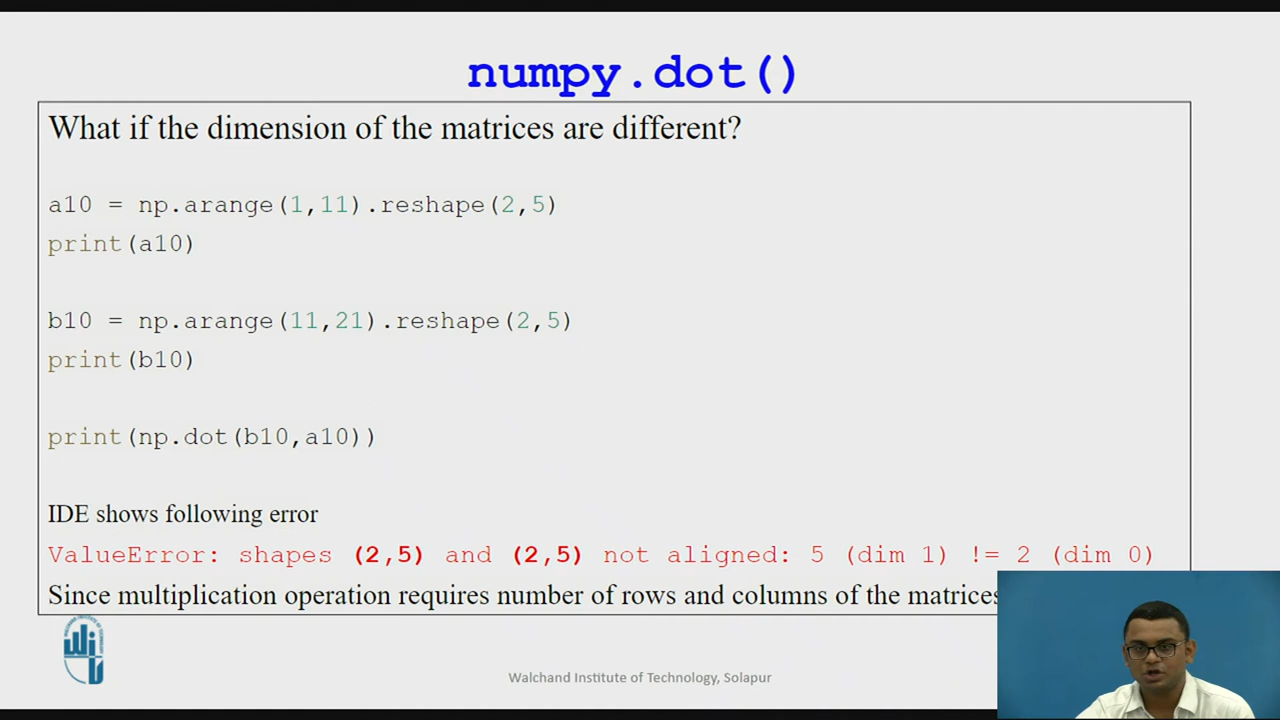 numpy.dot()
What if the dimension of the matrices are different?
a10 = np.arange(1,11).reshape(2,5)
print(a10)
b10 = np.arange(11,21).reshape(2,5)
print(b10)
print(np.dot(b10,a10))
IDE shows following error
ValueError: shapes (2,5) and (2,5) not aligned: 5 (dim 1) != 2 (dim 0)
Since multiplication operation requires number of rows and columns of the matrices
Walchand Institute of Technology, Solapur